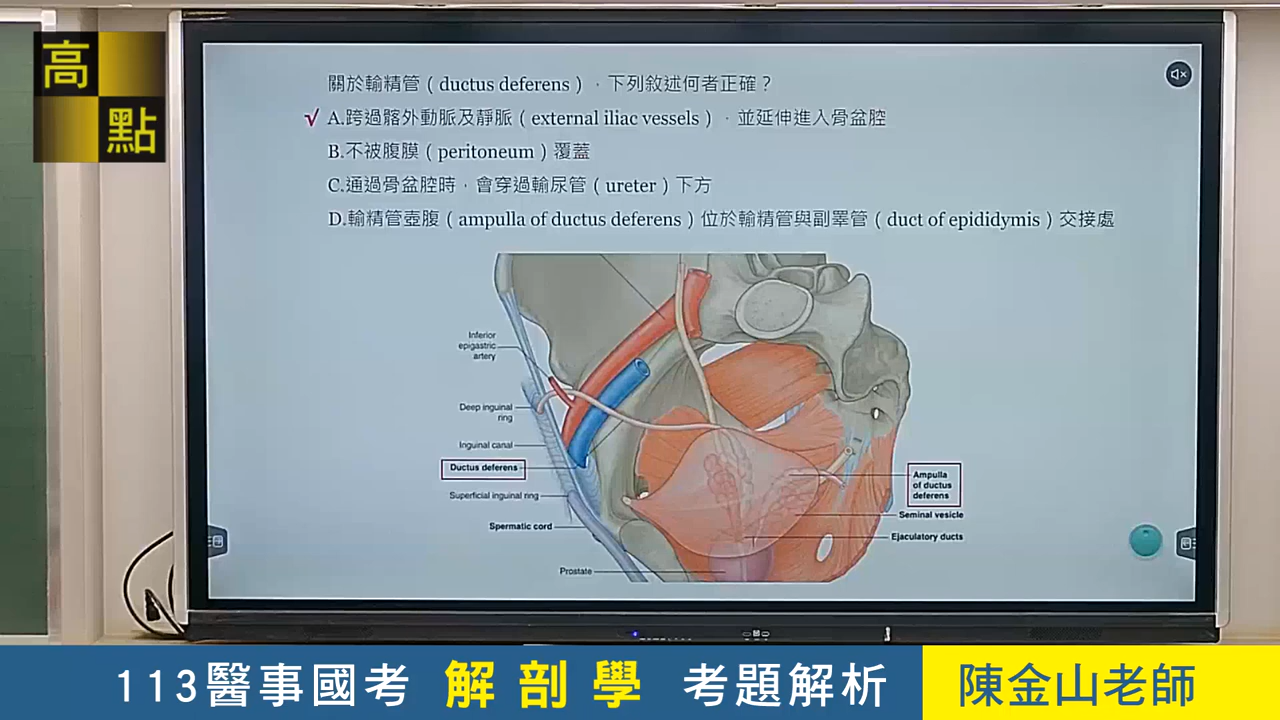 高
點
關於輸精管（ductus deferens），下列敘述何者正確？
√ A.跨過髂外動脈及靜脈（external iliac vessels），並延伸進入骨盆腔
B.不被腹膜（peritoneum）覆蓋
C.通過骨盆腔時，會穿過輸尿管（ureter）下方
D.輸精管壺腹（ampulla of ductus deferens）位於輸精管與副睪管（duct of epididymis）交接處
Inferior
epigastric
artery
Deep inguinal
ring
Inguinal canal
Ductus deferens
Superficial inguinal ring
Spermatic cord
Prostate
Ampulla
of ductus
deferens
Seminal vesicle
Ejaculatory ducts
113醫事國考 解剖學 考題解析 陳金山老師